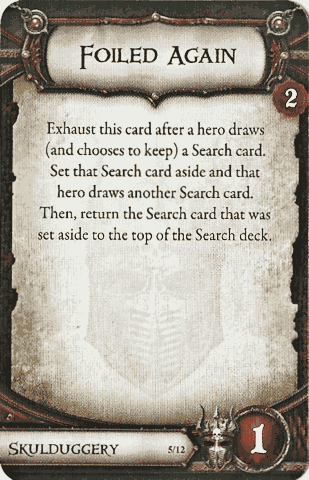 Foiled Again
2
Exhaust this card after a hero draws
(and chooses to keep) a Search card.
Set that Search card aside and that
hero draws another Search card.
Then, return the Search card that was
set aside to the top of the Search deck.
Skulduggery
5/12
1